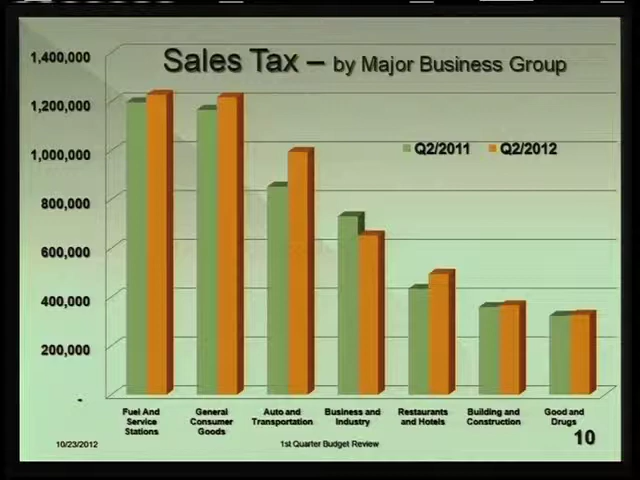 Sales Tax – by Major Business Group
1,400,000
1,200,000
1,000,000
800,000
600,000
400,000
200,000
-
Q2/2011 Q2/2012
Fuel And
Service
Stations
General
Consumer
Goods
Auto and
Transportation
Business and
Industry
Restaurants
and Hotels
Building and
Construction
Good and
Drugs
10/23/2012
1st Quarter Budget Review
10